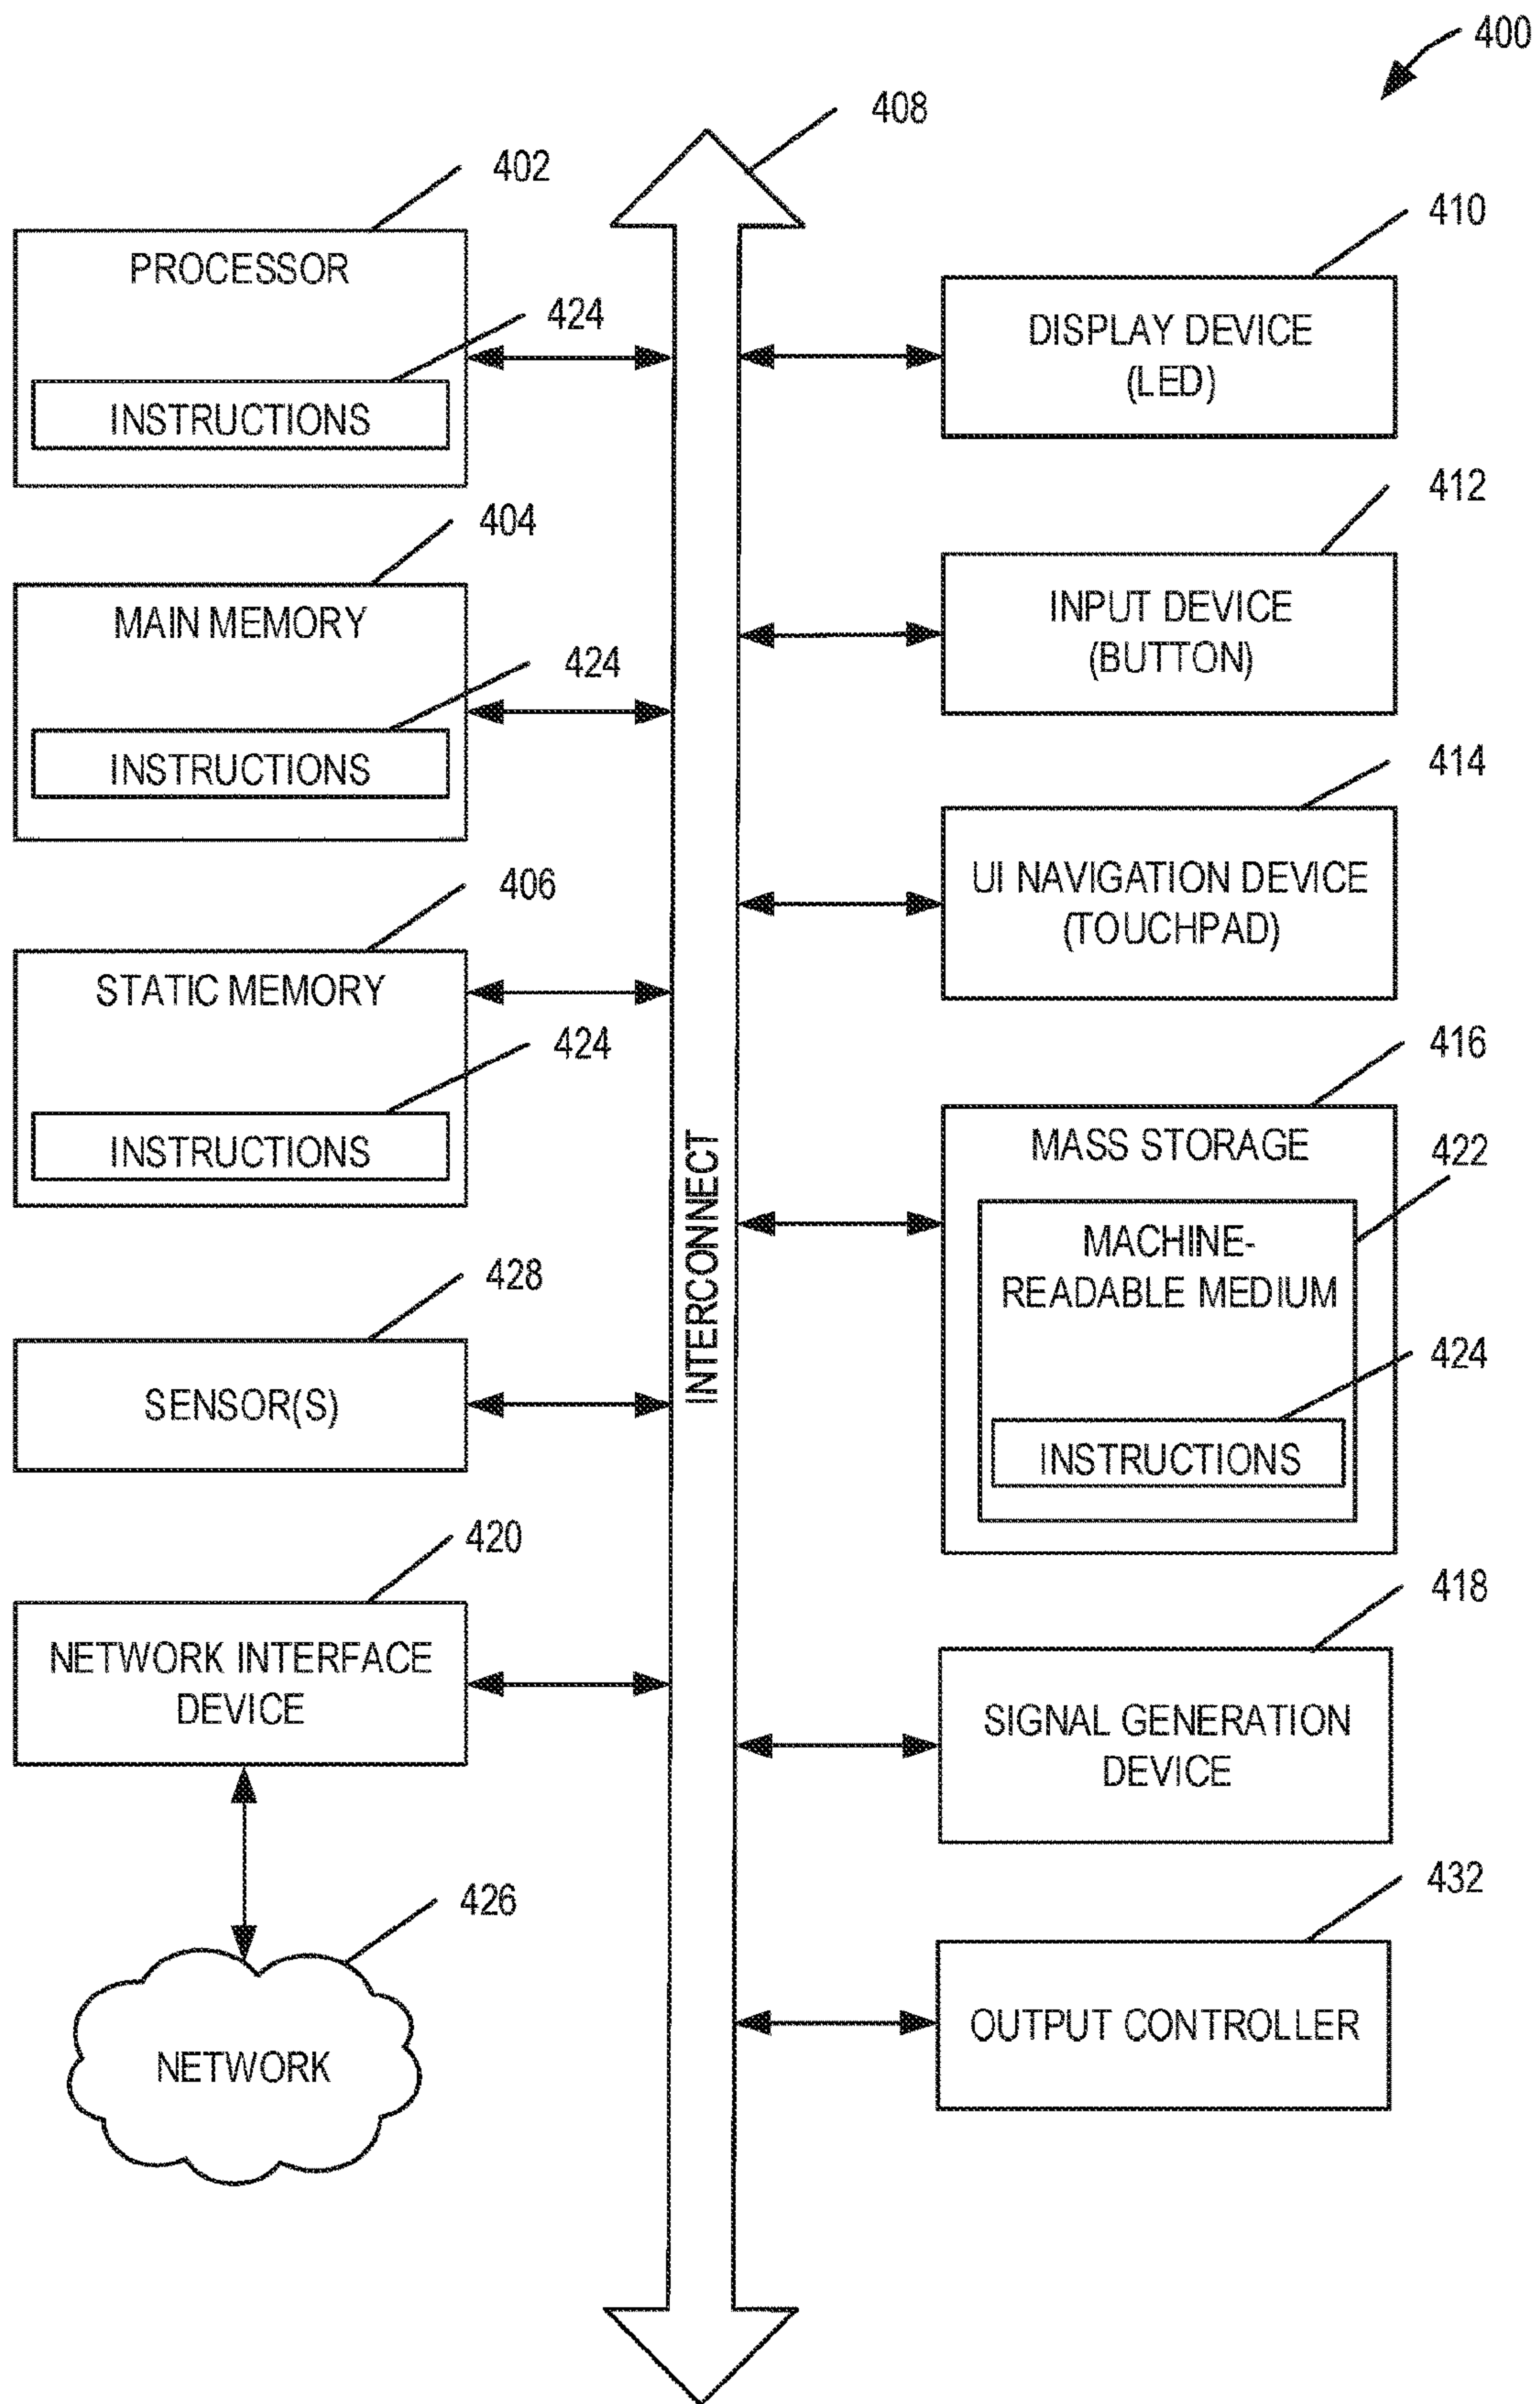 400
408
402
PROCESSOR
424
INSTRUCTIONS
404
MAIN MEMORY
424
INSTRUCTIONS
406
STATIC MEMORY
424
INSTRUCTIONS
428
SENSOR(S)
420
NETWORK INTERFACE
DEVICE
426
NETWORK
INTERCONNECT
410
DISPLAY DEVICE
(LED)
412
INPUT DEVICE
(BUTTON)
414
UI NAVIGATION DEVICE
(TOUCHPAD)
416
MASS STORAGE
422
MACHINE-
READABLE MEDIUM
424
INSTRUCTIONS
418
SIGNAL GENERATION
DEVICE
432
OUTPUT CONTROLLER